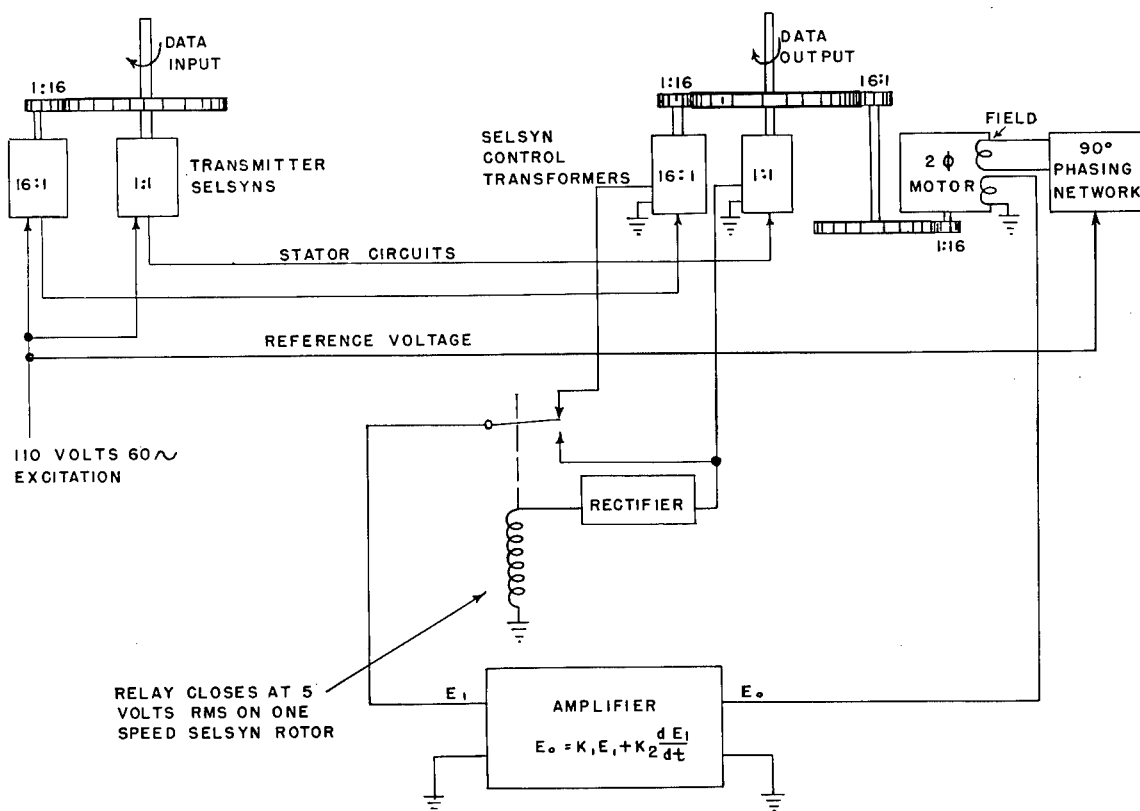 DATA
INPUT
1:16
16:1
1:1
TRANSMITTER
SELSYNS
DATA
OUTPUT
1:16
16:1
SELSYN
CONTROL
TRANSFORMERS
16:1
1:1
FIELD
2 ϕ
MOTOR
90°
PHASING
NETWORK
1:16
STATOR CIRCUITS
REFERENCE VOLTAGE
110 VOLTS 60∿
EXCITATION
RECTIFIER
RELAY CLOSES AT 5
VOLTS RMS ON ONE
SPEED SELSYN ROTOR
E₁
AMPLIFIER
E₀ = K₁E₁ + K₂ dE₁/dt
E₀